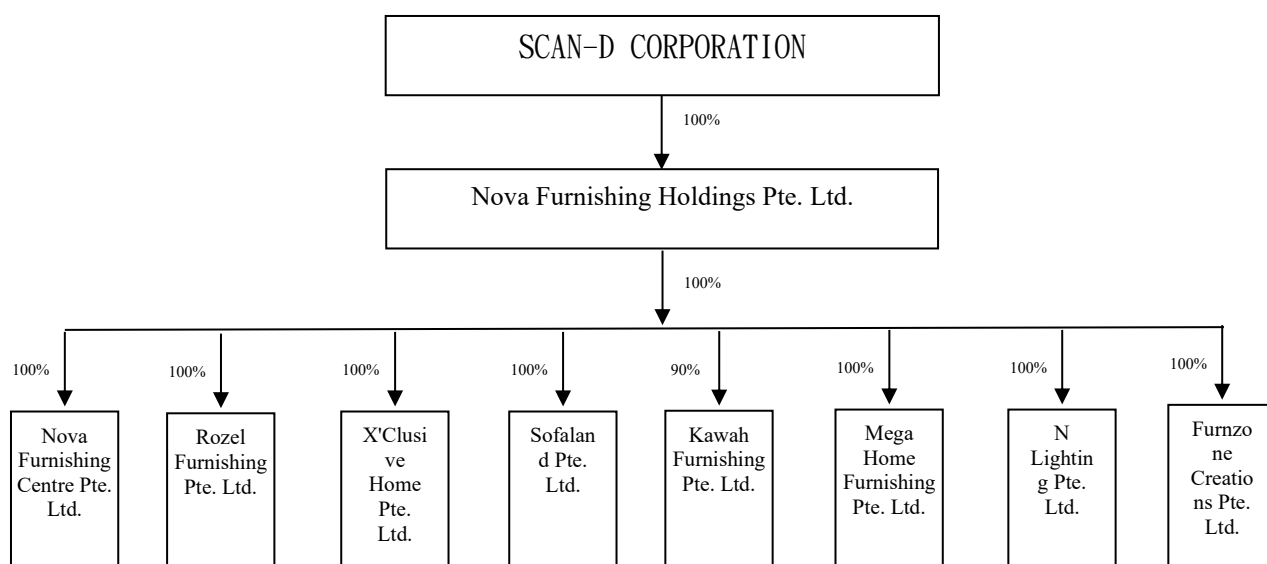 SCAN-D CORPORATION
100%
Nova Furnishing Holdings Pte. Ltd.
100%
100%
100%
100%
100%
90%
100%
100%
100%
Nova
Furnishing
Centre Pte.
Ltd.
Rozel
Furnishing
Pte. Ltd.
X'Clusi
ve
Home
Pte.
Ltd.
Sofalan
d Pte.
Ltd.
Kawah
Furnishing
Pte. Ltd.
Mega
Home
Furnishing
Pte. Ltd.
N
Lightin
g Pte.
Ltd.
Furnzo
ne
Creatio
ns Pte.
Ltd.